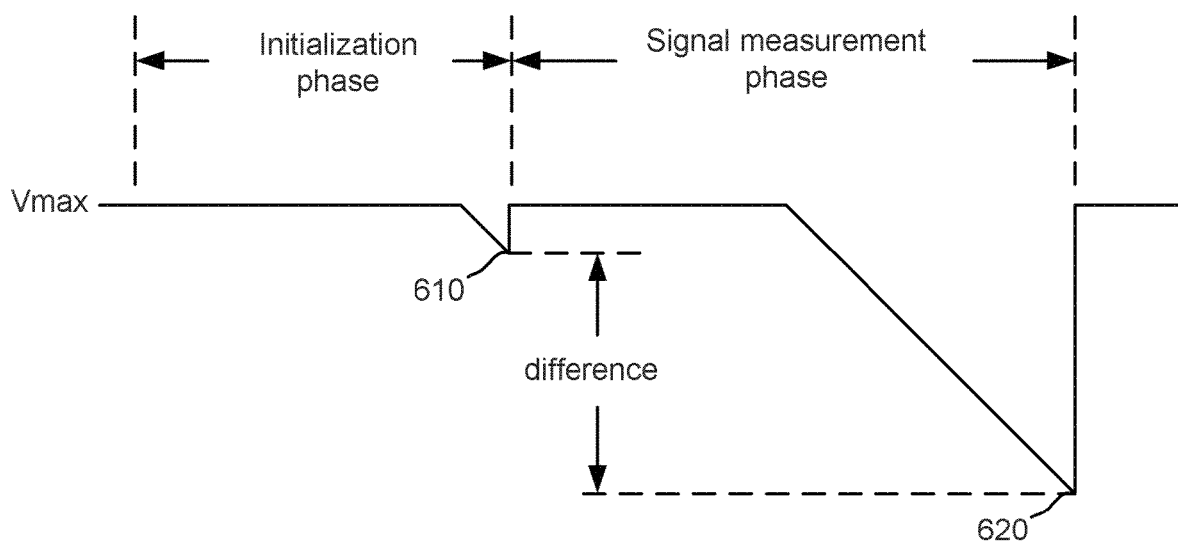 Initialization
phase
Signal measurement
phase
Vmax
610
difference
620